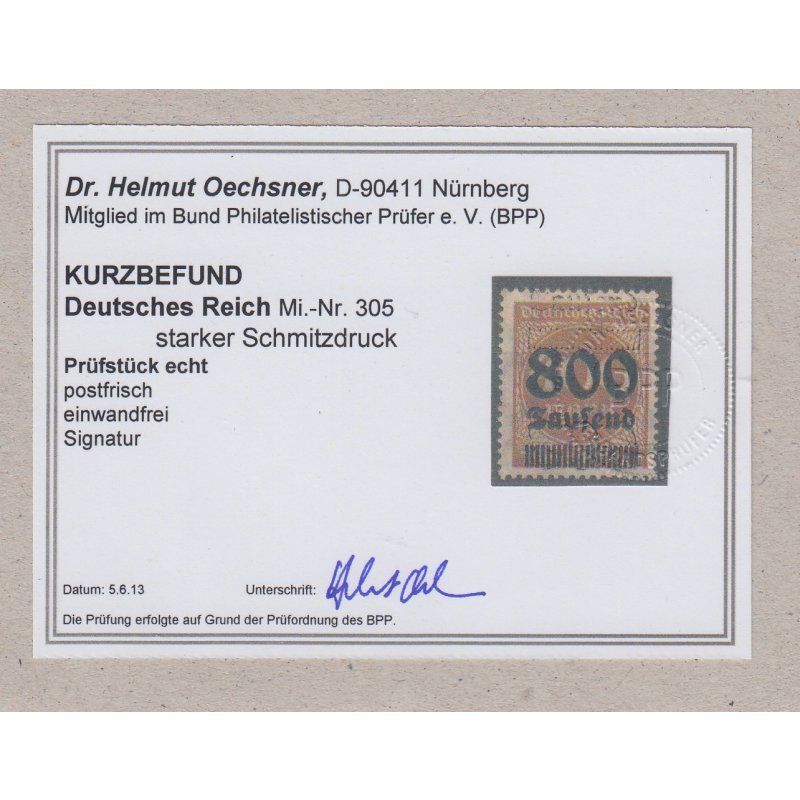 Dr. Helmut Oechsner, D-90411 Nürnberg
Mitglied im Bund Philatelistischer Prüfer e. V. (BPP)
KURZBEFUND
Deutsches Reich Mi.-Nr. 305
starker Schmitzdruck
Prüfstück echt
postfrisch
einwandfrei
Signatur
Deutsches Reich
800
Tausend
Datum: 5.6.13 Unterschrift:
Die Prüfung erfolgte auf Grund der Prüfordnung des BPP.